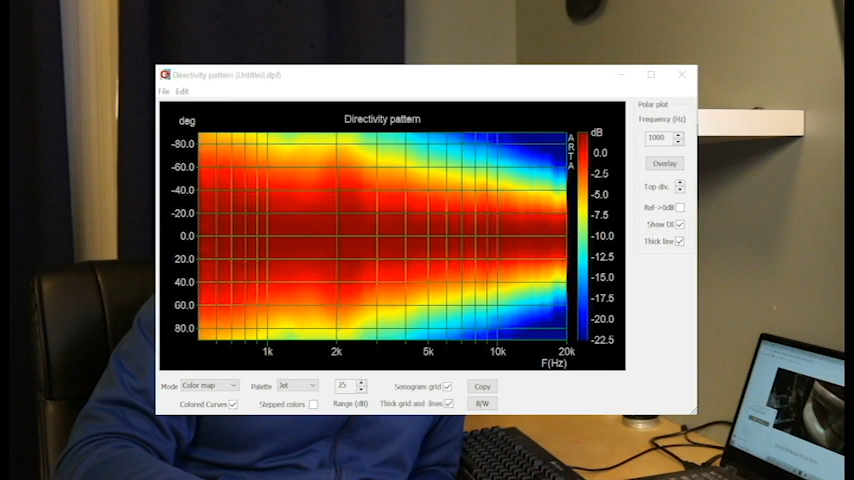 Directivity pattern (Untitled.dpf)
File Edit
Directivity pattern
deg
dB
ARTA
-80.0
-60.0
-40.0
-20.0
0.0
20.0
40.0
60.0
80.0
0.0
-2.5
-5.0
-7.5
-10.0
-12.5
-15.0
-17.5
-20.0
-22.5
1k 2k 5k 10k 20k
F(Hz)
Polar plot
Frequency (Hz)
1000
Overlay
Top div.
Ref->0dB
Show DI
Thick line
Mode Color map Palette Jet 25 Sonogram grid Copy
Colored Curves Stepped colors Range (dB) Thick grid and lines B/W